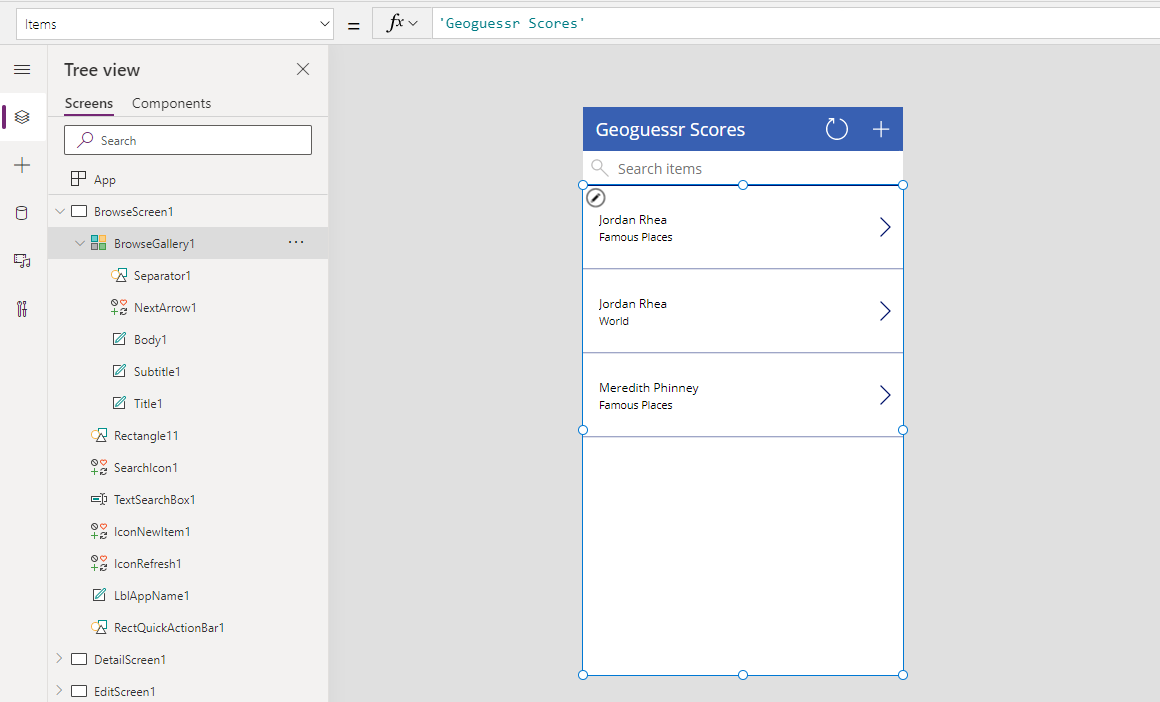 Items
=
fx
'Geoguessr Scores'
Tree view
Screens
Components
Search
App
BrowseScreen1
BrowseGallery1
...
Separator1
NextArrow1
Body1
Subtitle1
Title1
Rectangle11
SearchIcon1
TextSearchBox1
IconNewItem1
IconRefresh1
LblAppName1
RectQuickActionBar1
DetailScreen1
EditScreen1
Geoguessr Scores
Search items
Jordan Rhea
Famous Places
Jordan Rhea
World
Meredith Phinney
Famous Places